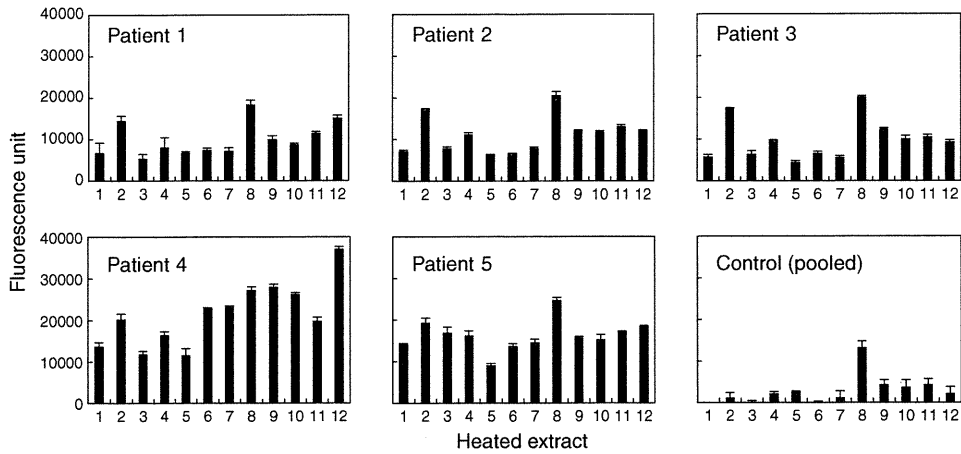 Fluorescence unit
Patient 1
40000
30000
20000
10000
0
1 2 3 4 5 6 7 8 9 10 11 12
Patient 2
1 2 3 4 5 6 7 8 9 10 11 12
Patient 3
1 2 3 4 5 6 7 8 9 10 11 12
Patient 4
40000
30000
20000
10000
0
1 2 3 4 5 6 7 8 9 10 11 12
Patient 5
1 2 3 4 5 6 7 8 9 10 11 12
Control (pooled)
1 2 3 4 5 6 7 8 9 10 11 12
Heated extract